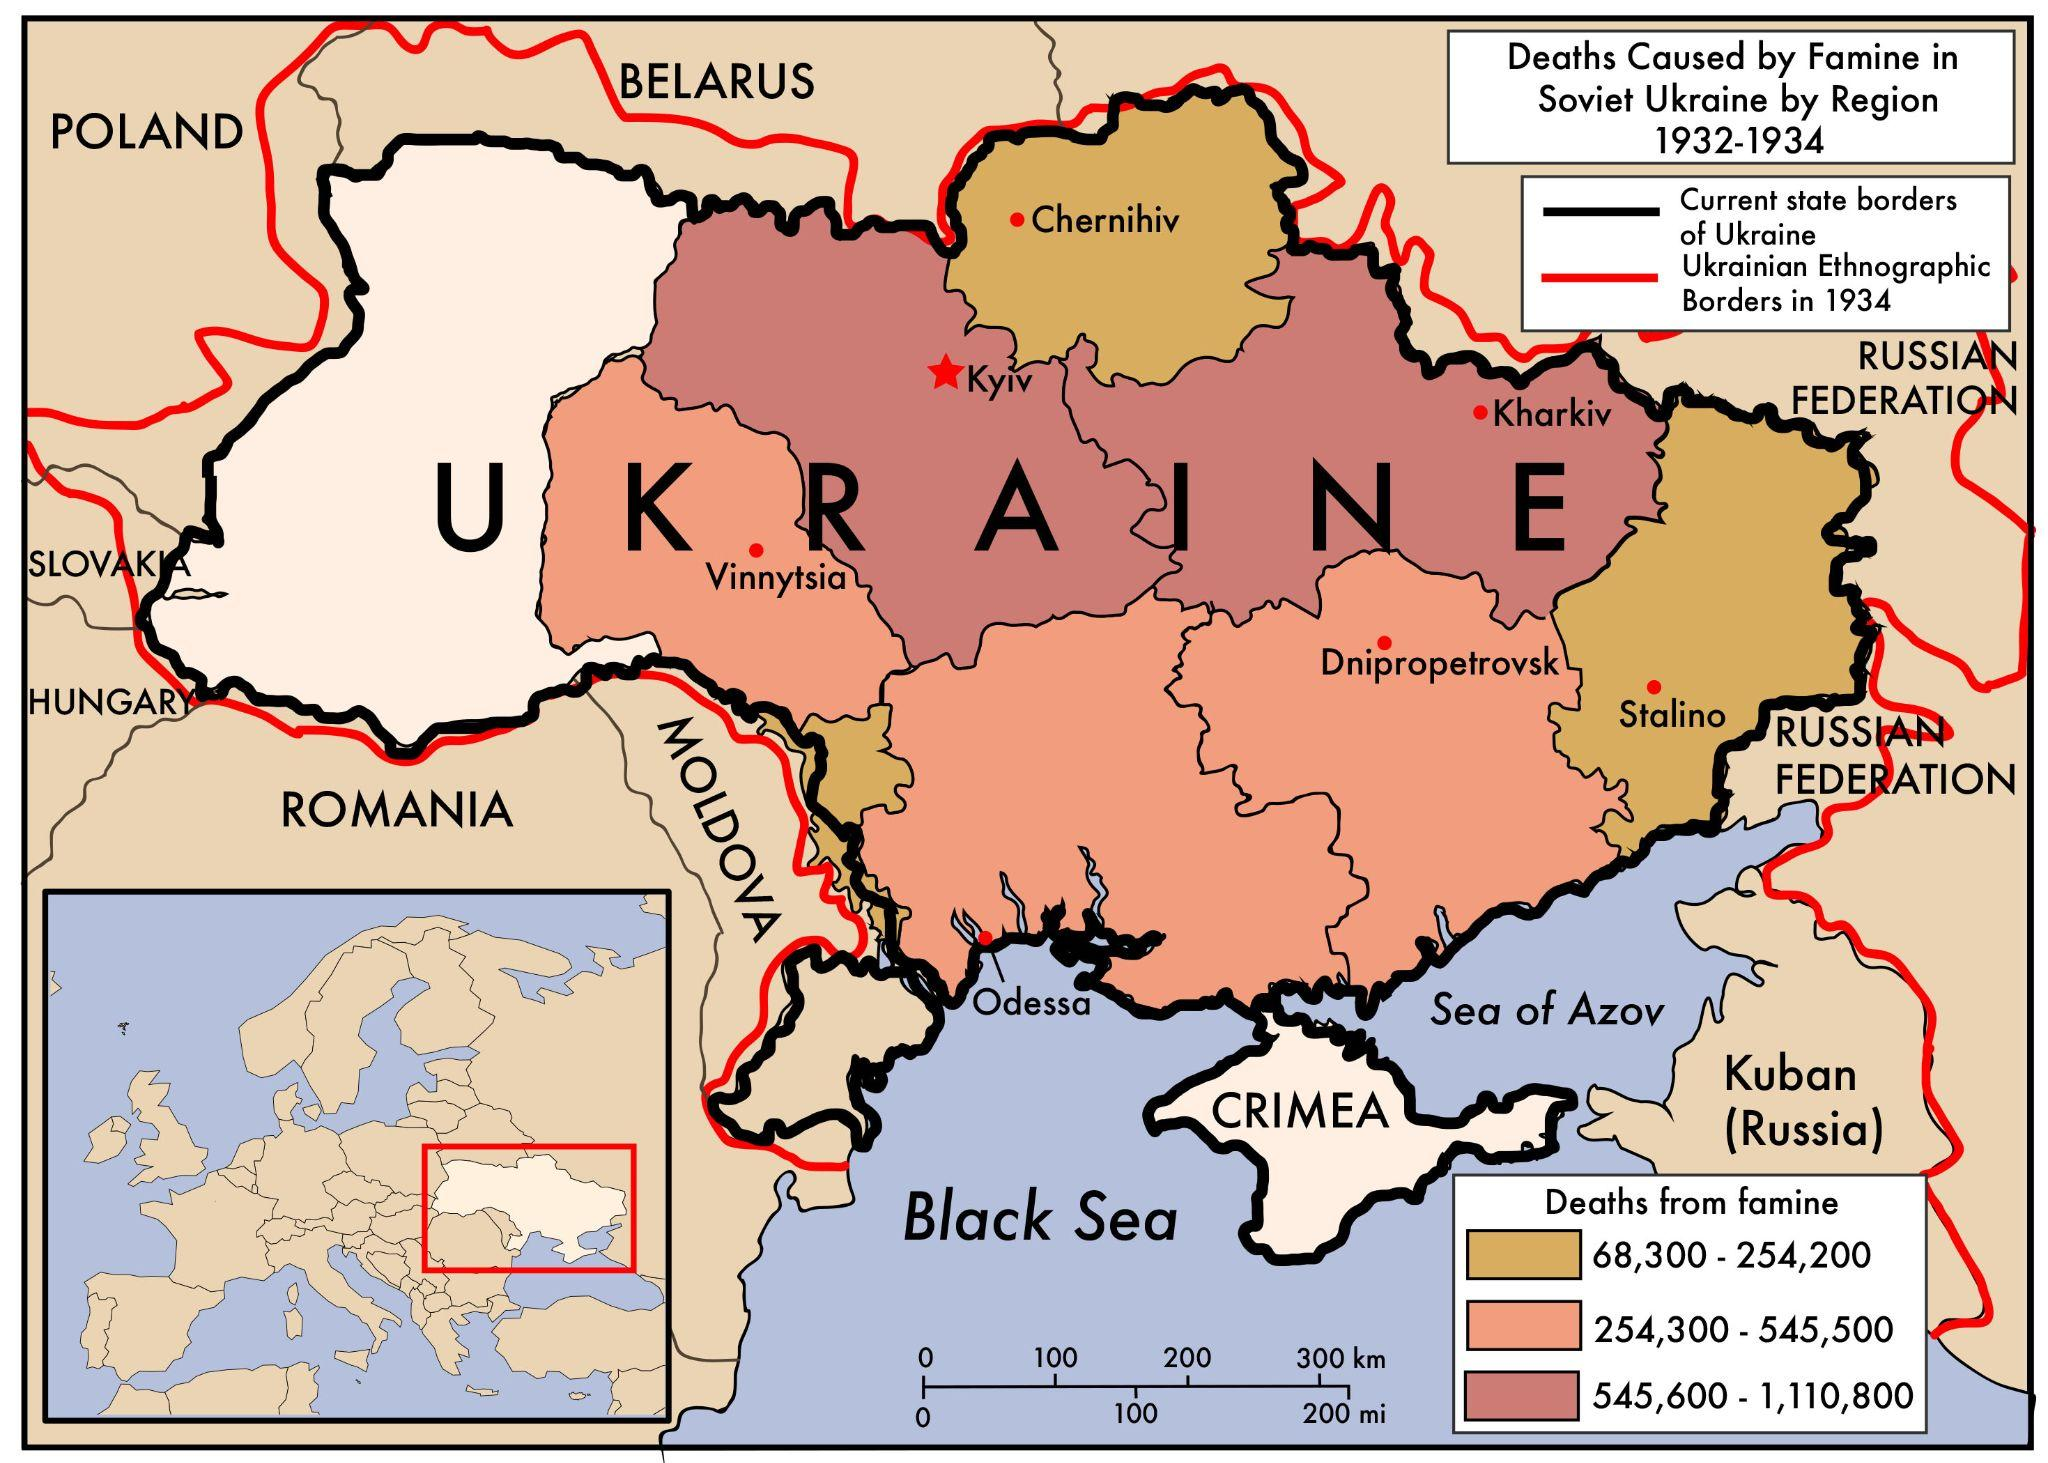 Deaths Caused by Famine in
Soviet Ukraine by Region
1932-1934
Current state borders
of Ukraine
Ukrainian Ethnographic
Borders in 1934
BELARUS
POLAND
Chernihiv
RUSSIAN
FEDERATION
Kyiv
Kharkiv
UKRAINE
SLOVAKIA
Vinnytsia
Dnipropetrovsk
HUNGARY
Stalino
RUSSIAN
FEDERATION
MOLDOVA
ROMANIA
Odessa
Sea of Azov
Kuban
(Russia)
CRIMEA
Black Sea
Deaths from famine
68,300 - 254,200
254,300 - 545,500
545,600 - 1,110,800
0 100 200 300 km
0 100 200 mi